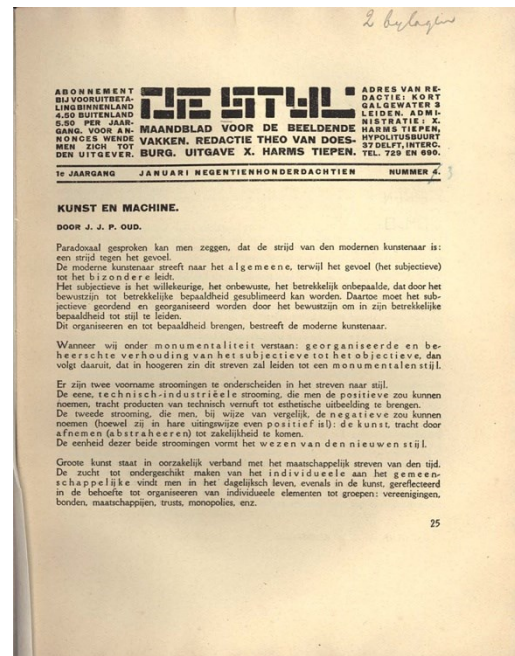 2 bylagen
ABONNEMENT
BIJ VOORUITBETA-
LING BINNENLAND
4.50 BUITENLAND
5.50 PER JAAR-
GANG. VOOR AN-
NONCES WENDE
MEN ZICH TOT
DEN UITGEVER.
DE STIJL
MAANDBLAD VOOR DE BEELDENDE
VAKKEN. REDACTIE THEO VAN DOES-
BURG. UITGAVE X. HARMS TIEPEN.
ADRES VAN RE-
DACTIE: KORT
GALGEWATER 3
LEIDEN. ADMI-
NISTRATIE: X.
HARMS TIEPEN,
HYPOLITUSBUURT
37 DELFT, INTERC.
TEL. 729 EN 690.
1e JAARGANG JANUARI NEGENTIENHONDERDACHTIEN NUMMER 4. 3
KUNST EN MACHINE.
DOOR J. J. P. OUD.
Paradoxaal gesproken kan men zeggen, dat de strijd van den modernen kunstenaar is:
een strijd tegen het gevoel.
De moderne kunstenaar streeft naar het algemeene, terwijl het gevoel (het subjectieve)
tot het bizondere leidt.
Het subjectieve is het willekeurige, het onbewuste, het betrekkelijk onbepaalde, dat door het
bewustzijn tot betrekkelijke bepaaldheid gesublimeerd kan worden. Daartoe moet het sub-
jectieve geordend en georganiseerd worden door het bewustzijn om in zijn betrekkelijke
bepaaldheid tot stijl te leiden.
Dit organiseeren en tot bepaaldheid brengen, bestreeft de moderne kunstenaar.
Wanneer wij onder monumentaliteit verstaan: georganiseerde en be-
heerschte verhouding van het subjectieve tot het objectieve, dan
volgt daaruit, dat in hoogeren zin dit streven zal leiden tot een monumentalen stijl.
Er zijn twee voorname stroomingen te onderscheiden in het streven naar stijl.
De eene, technisch-industrieële strooming, die men de positieve zou kunnen
noemen, tracht producten van technisch vernuft tot esthetische uitbeelding te brengen.
De tweede strooming, die men, bij wijze van vergelijk, de negatieve zou kunnen
noemen (hoewel zij in hare uitingswijze even positief is!): de kunst, tracht door
afnemen (abstraheeren) tot zakelijkheid te komen.
De eenheid dezer beide stroomingen vormt het wezen van den nieuwen stijl.
Groote kunst staat in oorzakelijk verband met het maatschappelijk streven van den tijd.
De zucht tot ondergeschikt maken van het individueele aan het gemeen-
schappelijke vindt men in het dagelijksch leven, evenals in de kunst, gereflecteerd
in de behoefte tot organiseeren van individueele elementen tot groepen: vereenigingen,
bonden, maatschappijen, trusts, monopolies, enz.
25